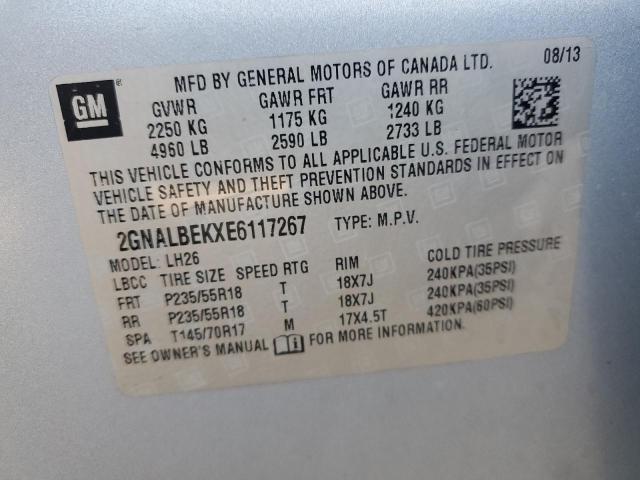 GM
MFD BY GENERAL MOTORS OF CANADA LTD. 08/13
GVWR GAWR FRT GAWR RR
2250 KG 1175 KG 1240 KG
4960 LB 2590 LB 2733 LB
THIS VEHICLE CONFORMS TO ALL APPLICABLE U.S. FEDERAL MOTOR
VEHICLE SAFETY AND THEFT PREVENTION STANDARDS IN EFFECT ON
THE DATE OF MANUFACTURE SHOWN ABOVE.
2GNALBEKXE6117267 TYPE: M.P.V.
MODEL: LH26
LBCC TIRE SIZE SPEED RTG RIM COLD TIRE PRESSURE
FRT P235/55R18 T 18X7J 240KPA(35PSI)
RR P235/55R18 T 18X7J 240KPA(35PSI)
SPA T145/70R17 M 17X4.5T 420KPA(60PSI)
SEE OWNER'S MANUAL FOR MORE INFORMATION.